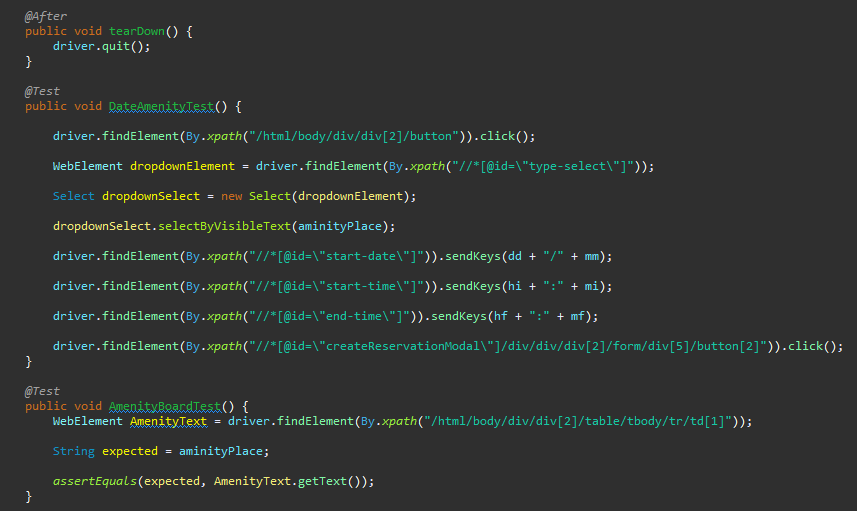 @After
public void tearDown() {
driver.quit();
}
@Test
public void DateAmenityTest() {
driver.findElement(By.xpath("/html/body/div/div[2]/button")).click();
WebElement dropdownElement = driver.findElement(By.xpath("//*[@id=\"type-select\"]"));
Select dropdownSelect = new Select(dropdownElement);
dropdownSelect.selectByVisibleText(aminityPlace);
driver.findElement(By.xpath("//*[@id=\"start-date\"]")).sendKeys(dd + "/" + mm);
driver.findElement(By.xpath("//*[@id=\"start-time\"]")).sendKeys(hi + ":" + mi);
driver.findElement(By.xpath("//*[@id=\"end-time\"]")).sendKeys(hf + ":" + mf);
driver.findElement(By.xpath("//*[@id=\"createReservationModal\"]/div/div/div[2]/form/div[5]/button[2]")).click();
}
@Test
public void AmenityBoardTest() {
WebElement AmenityText = driver.findElement(By.xpath("/html/body/div/div[2]/table/tbody/tr/td[1]"));
String expected = aminityPlace;
assertEquals(expected, AmenityText.getText());
}